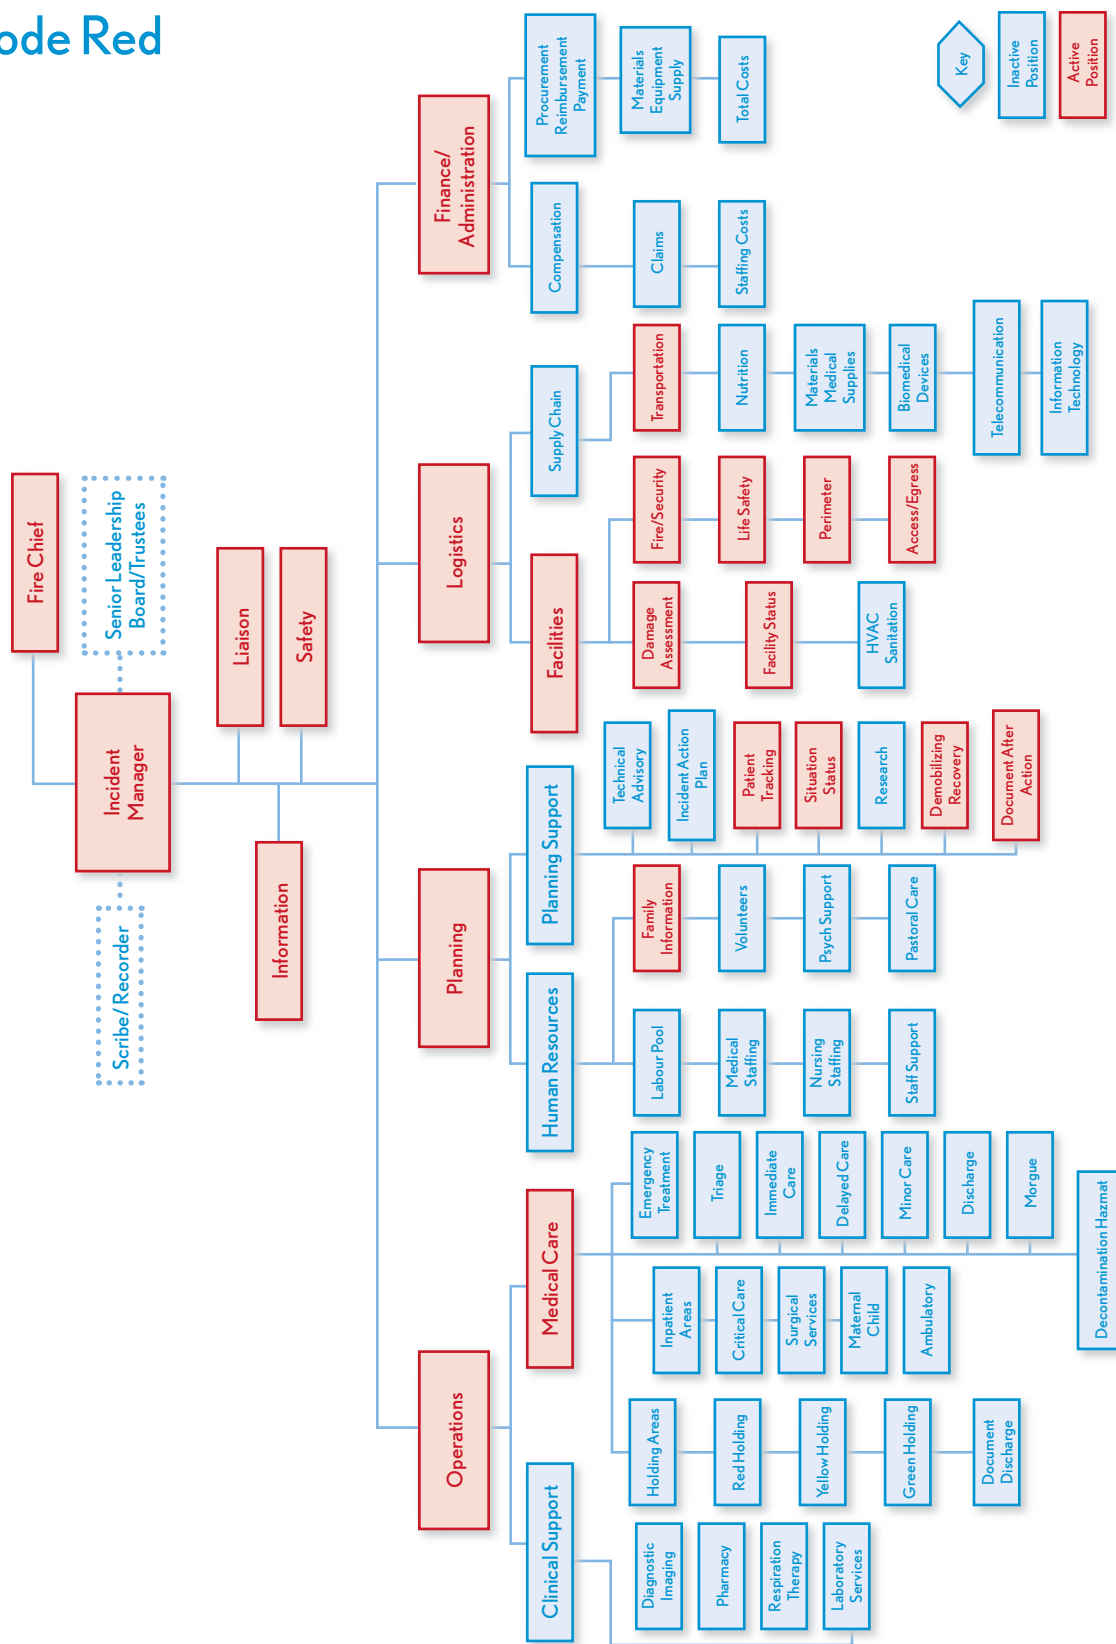 ode Red
Fire Chief
Senior Leadership
Board/Trustees
Incident
Manager
Scribe/ Recorder
Liaison
Safety
Information
Operations
Planning
Logistics
Finance/
Administration
Clinical Support
Medical Care
Human Resources
Planning Support
Facilities
Supply Chain
Compensation
Procurement
Reimbursement
Payment
Diagnostic
Imaging
Pharmacy
Respiration
Therapy
Laboratory
Services
Holding Areas
Red Holding
Yellow Holding
Green Holding
Document
Discharge
Inpatient
Areas
Critical Care
Surgical
Services
Maternal
Child
Ambulatory
Emergency
Treatment
Triage
Immediate
Care
Delayed Care
Minor Care
Discharge
Morgue
Decontamination Hazmat
Labour Pool
Medical
Staffing
Nursing
Staffing
Staff Support
Family
Information
Volunteers
Psych Support
Pastoral Care
Technical
Advisory
Incident Action
Plan
Patient
Tracking
Situation
Status
Research
Demobilizing
Recovery
Document After
Action
Damage
Assessment
Facility Status
HVAC
Sanitation
Fire/Security
Life Safety
Perimeter
Access/Egress
Transportation
Nutrition
Materials
Medical
Supplies
Biomedical
Devices
Telecommunication
Information
Technology
Claims
Staffing Costs
Materials
Equipment
Supply
Total Costs
Key
Inactive
Position
Active
Position